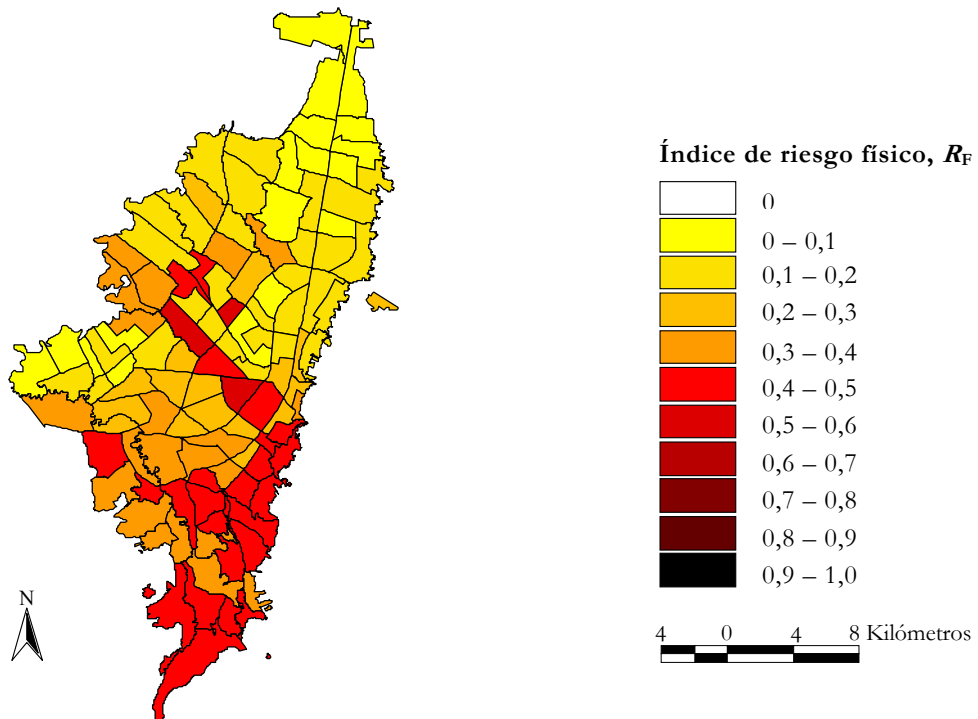 Índice de riesgo físico, RF
0
0 – 0,1
0,1 – 0,2
0,2 – 0,3
0,3 – 0,4
0,4 – 0,5
0,5 – 0,6
0,6 – 0,7
0,7 – 0,8
0,8 – 0,9
0,9 – 1,0
N
4 0 4 8 Kilómetros